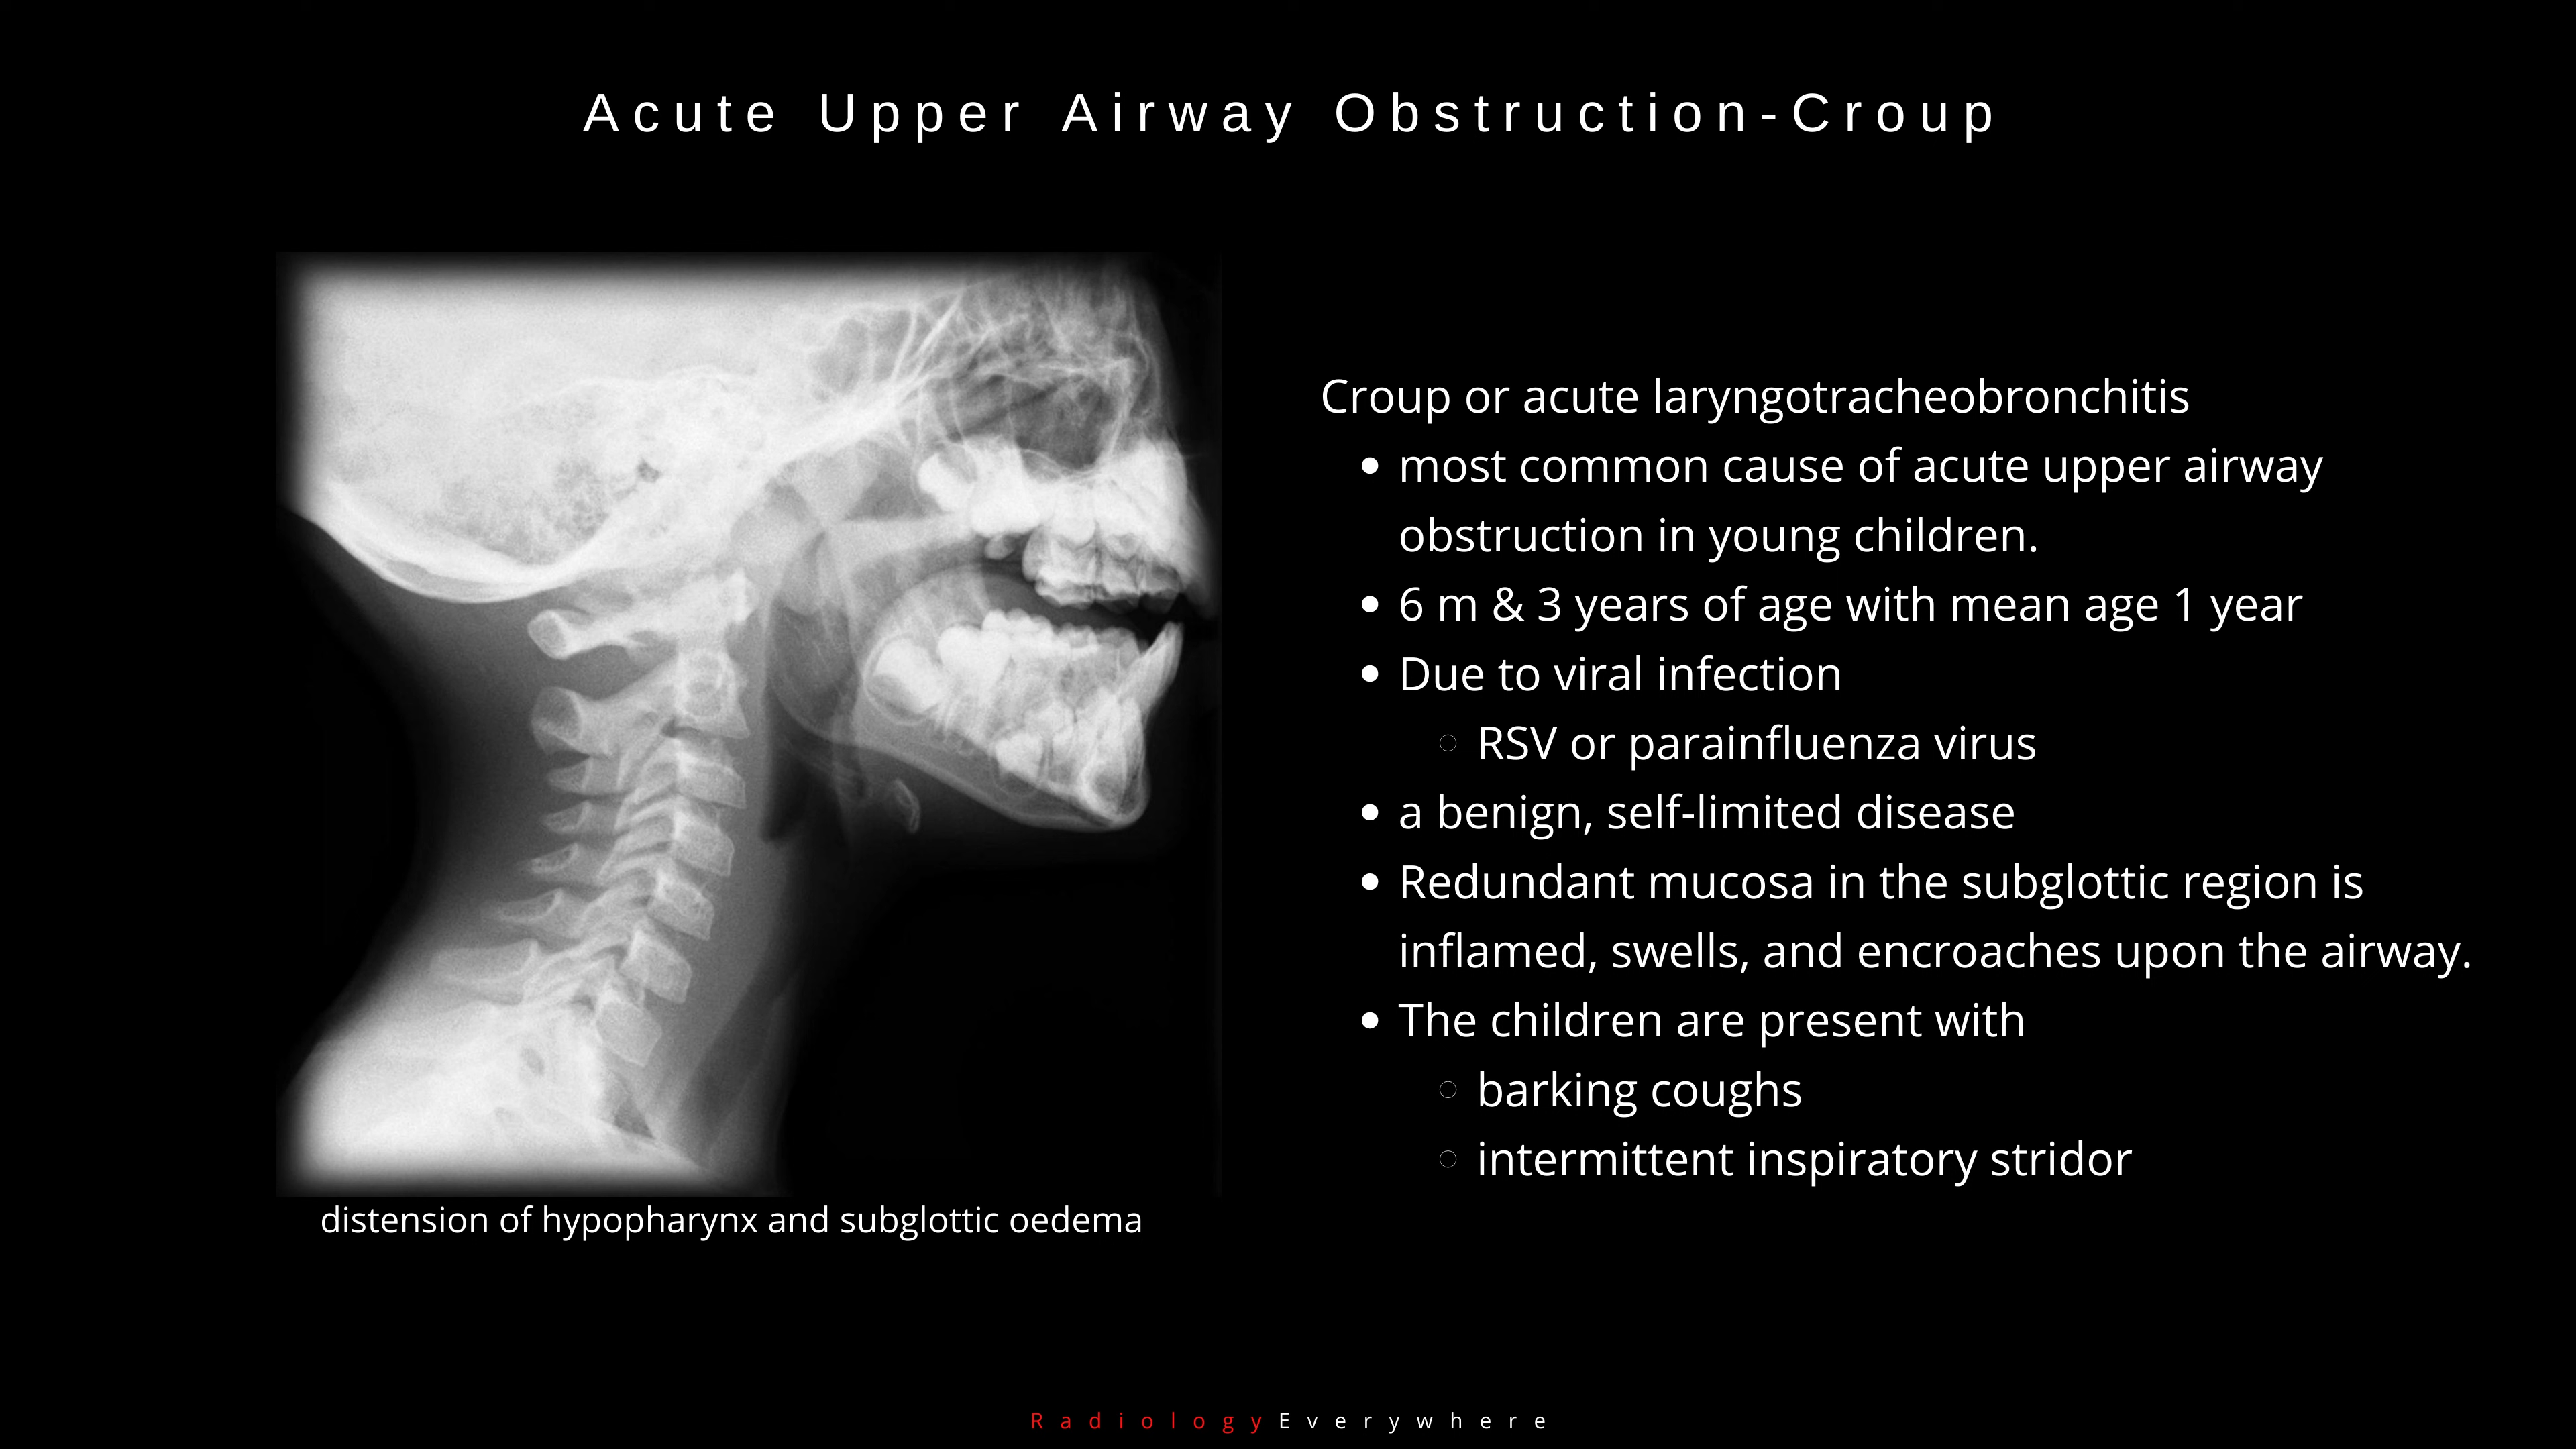 Acute Upper Airway Obstruction-Croup
Croup or acute laryngotracheobronchitis
• most common cause of acute upper airway
obstruction in young children.
• 6 m & 3 years of age with mean age 1 year
• Due to viral infection
○ RSV or parainfluenza virus
• a benign, self-limited disease
• Redundant mucosa in the subglottic region is
inflamed, swells, and encroaches upon the airway.
• The children are present with
○ barking coughs
○ intermittent inspiratory stridor
distension of hypopharynx and subglottic oedema
RadiologyEverywhere